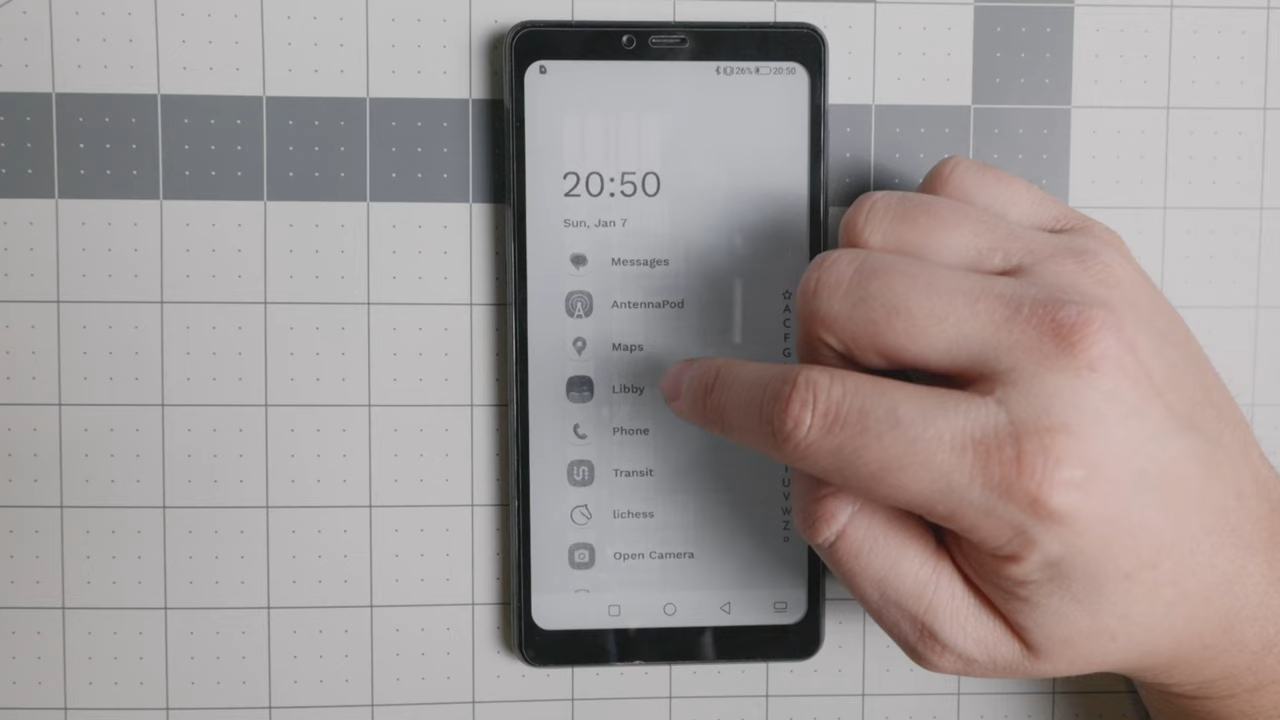 26% 20:50
20:50
Sun, Jan 7
Messages
AntennaPod
Maps
Libby
Phone
Transit
lichess
Open Camera
A
C
F
G
U
V
W
Z